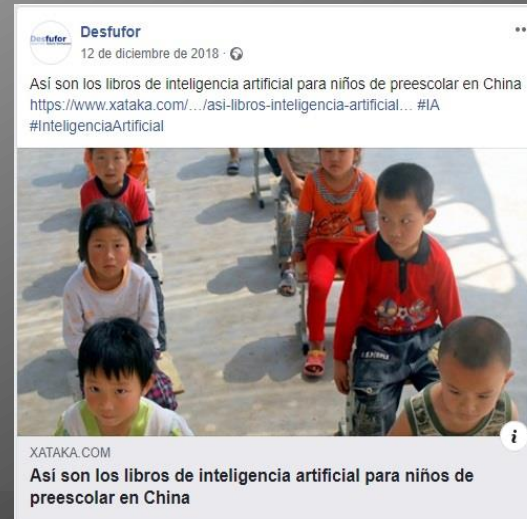 Desfufor
Desfufor
12 de diciembre de 2018 ·
Así son los libros de inteligencia artificial para niños de preescolar en China
https://www.xataka.com/.../asi-libros-inteligencia-artificial... #IA
#InteligenciaArtificial
XATAKA.COM
Así son los libros de inteligencia artificial para niños de
preescolar en China